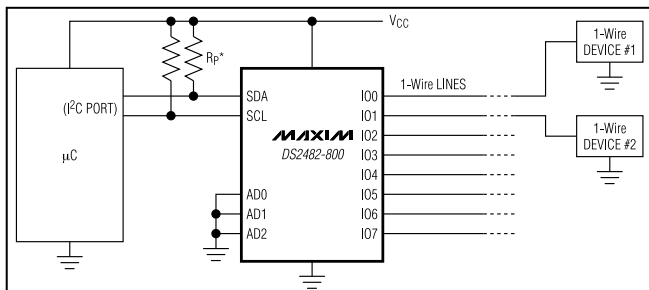 VCC
RP*
1-Wire
DEVICE #1
(I²C PORT)
µC
SDA
SCL
AD0
AD1
AD2
MAXIM
DS2482-800
IO0
IO1
IO2
IO3
IO4
IO5
IO6
IO7
1-Wire LINES
1-Wire
DEVICE #2